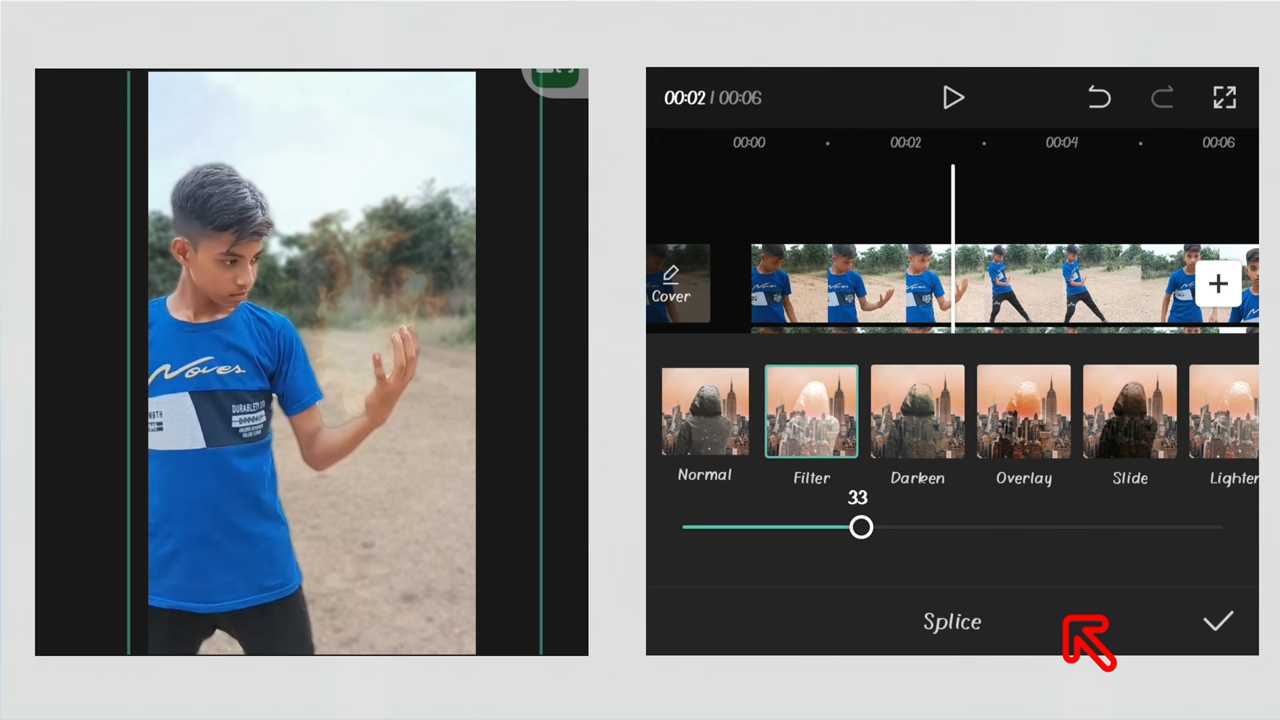 Noves
DURABLETY
00:02 / 00:06
00:00
00:02
00:04
00:06
Cover
Normal
Filter
Darken
Overlay
Slide
Lighten
33
Splice